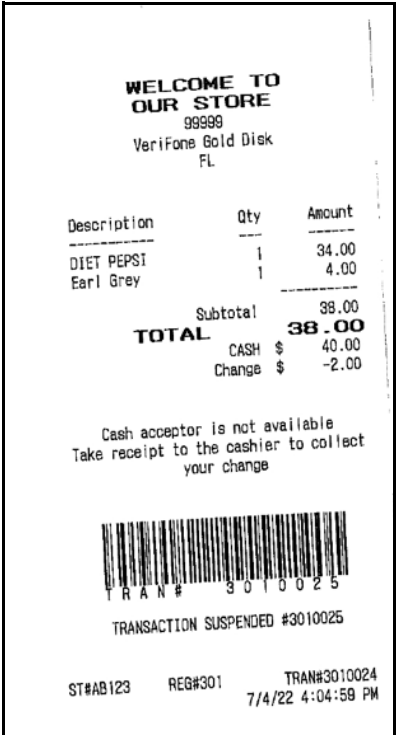 WELCOME TO
OUR STORE
99999
VeriFone Gold Disk
FL
Description Qty Amount
----------- --- ------
DIET PEPSI 1 34.00
Earl Grey 1 4.00
----------
Subtotal 38.00
TOTAL 38.00
CASH $ 40.00
Change $ -2.00
Cash acceptor is not available
Take receipt to the cashier to collect
your change
TRAN# 3010025
TRANSACTION SUSPENDED #3010025
ST#AB123 REG#301 TRAN#3010024
7/4/22 4:04:59 PM